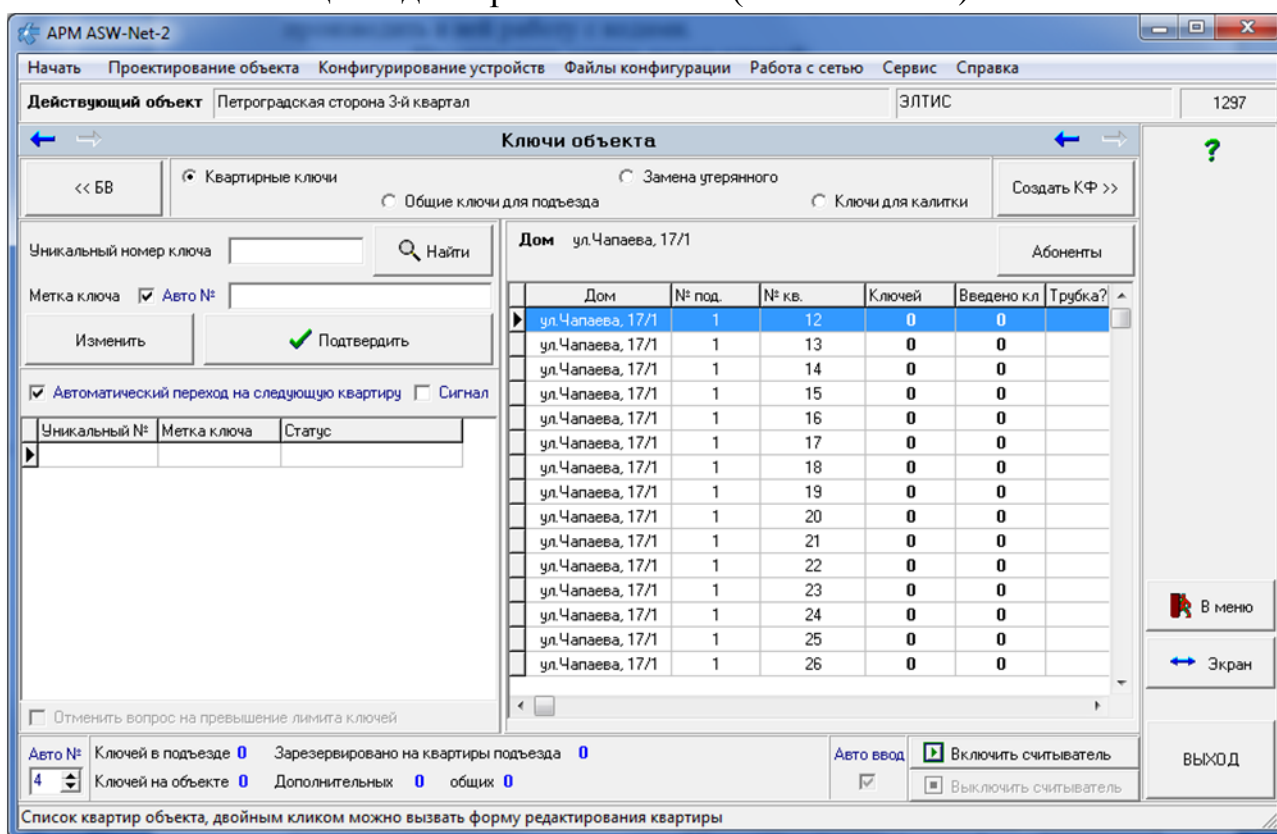 АРМ ASW-Net-2
Начать Проектирование объекта Конфигурирование устройств Файлы конфигурации Работа с сетью Сервис Справка
Действующий объект Петроградская сторона 3-й квартал ЭЛТИС 1297
Ключи объекта
<< БВ
Квартирные ключи
Замена утерянного
Общие ключи для подъезда
Ключи для калитки
Создать КФ >>
Уникальный номер ключа
Найти
Метка ключа Авто №
Изменить
Подтвердить
Автоматический переход на следующую квартиру Сигнал
Уникальный № Метка ключа Статус
Отменить вопрос на превышение лимита ключей
Дом ул.Чапаева, 17/1
Абоненты
Дом № под. № кв. Ключей Введено кл Трубка?
ул.Чапаева, 17/1 1 12 0 0
ул.Чапаева, 17/1 1 13 0 0
ул.Чапаева, 17/1 1 14 0 0
ул.Чапаева, 17/1 1 15 0 0
ул.Чапаева, 17/1 1 16 0 0
ул.Чапаева, 17/1 1 17 0 0
ул.Чапаева, 17/1 1 18 0 0
ул.Чапаева, 17/1 1 19 0 0
ул.Чапаева, 17/1 1 20 0 0
ул.Чапаева, 17/1 1 21 0 0
ул.Чапаева, 17/1 1 22 0 0
ул.Чапаева, 17/1 1 23 0 0
ул.Чапаева, 17/1 1 24 0 0
ул.Чапаева, 17/1 1 25 0 0
ул.Чапаева, 17/1 1 26 0 0
?
В меню
Экран
ВЫХОД
Авто № Ключей в подъезде 0 Зарезервировано на квартиры подъезда 0
4 Ключей на объекте 0 Дополнительных 0 общих 0
Авто ввод
Включить считыватель
Выключить считыватель
Список квартир объекта, двойным кликом можно вызвать форму редактирования квартиры